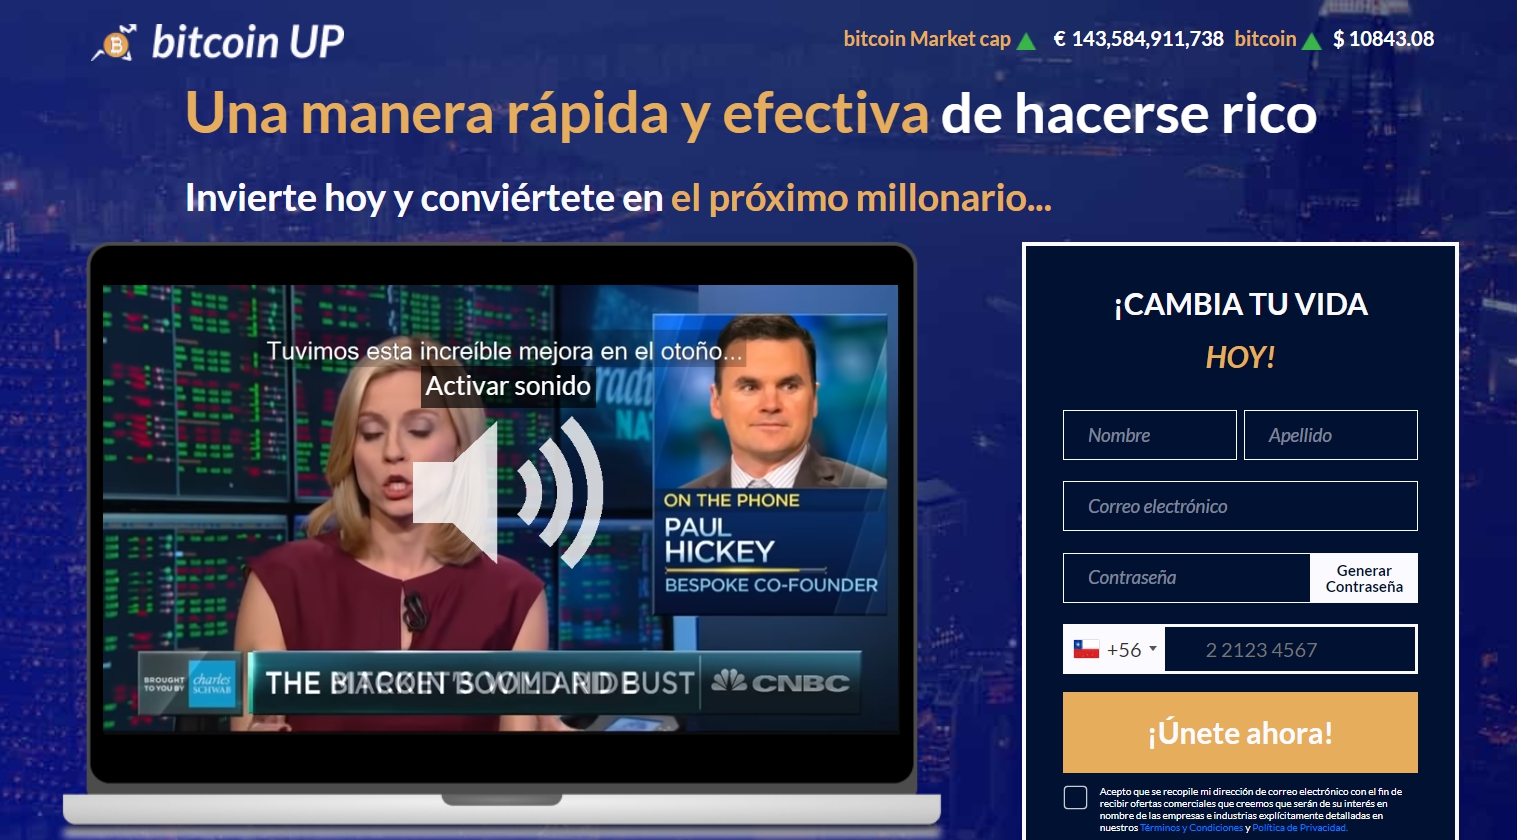 bitcoin UP
bitcoin Market cap € 143,584,911,738 bitcoin $ 10843.08
Una manera rápida y efectiva de hacerse rico
Invierte hoy y conviértete en el próximo millonario...
Tuvimos esta increíble mejora en el otoño...
Activar sonido
ON THE PHONE
PAUL
HICKEY
BESPOKE CO-FOUNDER
BROUGHT
TO YOU BY
charles
SCHWAB
THE
BUST
CNBC
¡CAMBIA TU VIDA
HOY!
Nombre
Apellido
Correo electrónico
Contraseña
Generar
Contraseña
+56
2 2123 4567
¡Únete ahora!
Acepto que se recopile mi dirección de correo electrónico con el fin de
recibir ofertas comerciales que creemos que serán de su interés en
nombre de las empresas e industrias explícitamente detalladas en
nuestros Términos y Condiciones y Política de Privacidad.